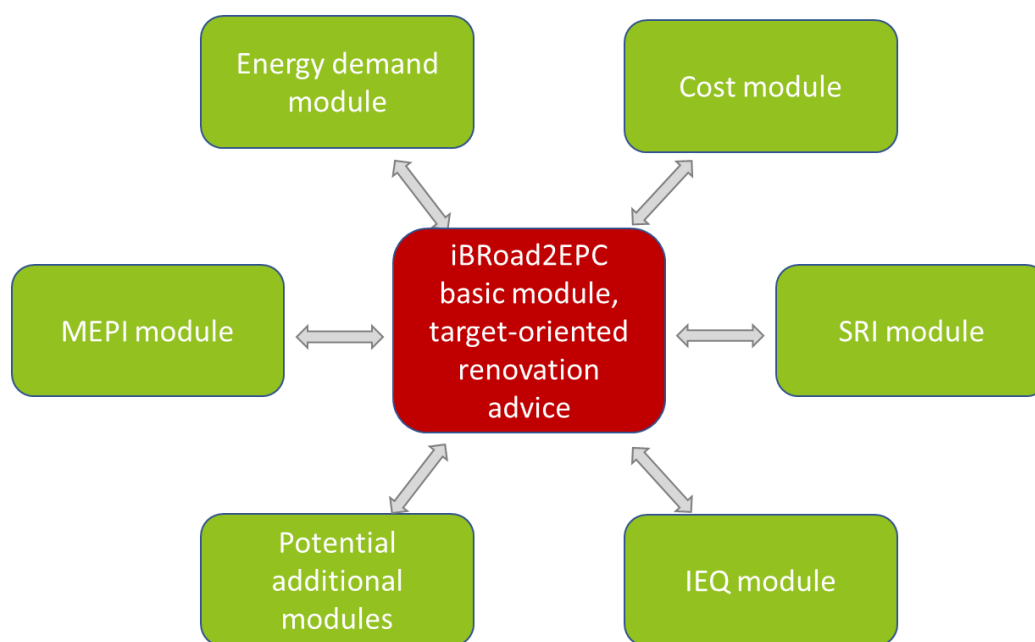 Energy demand
module
Cost module
iBRoad2EPC
basic module,
target-oriented
renovation
advice
MEPI module
SRI module
Potential
additional
modules
IEQ module